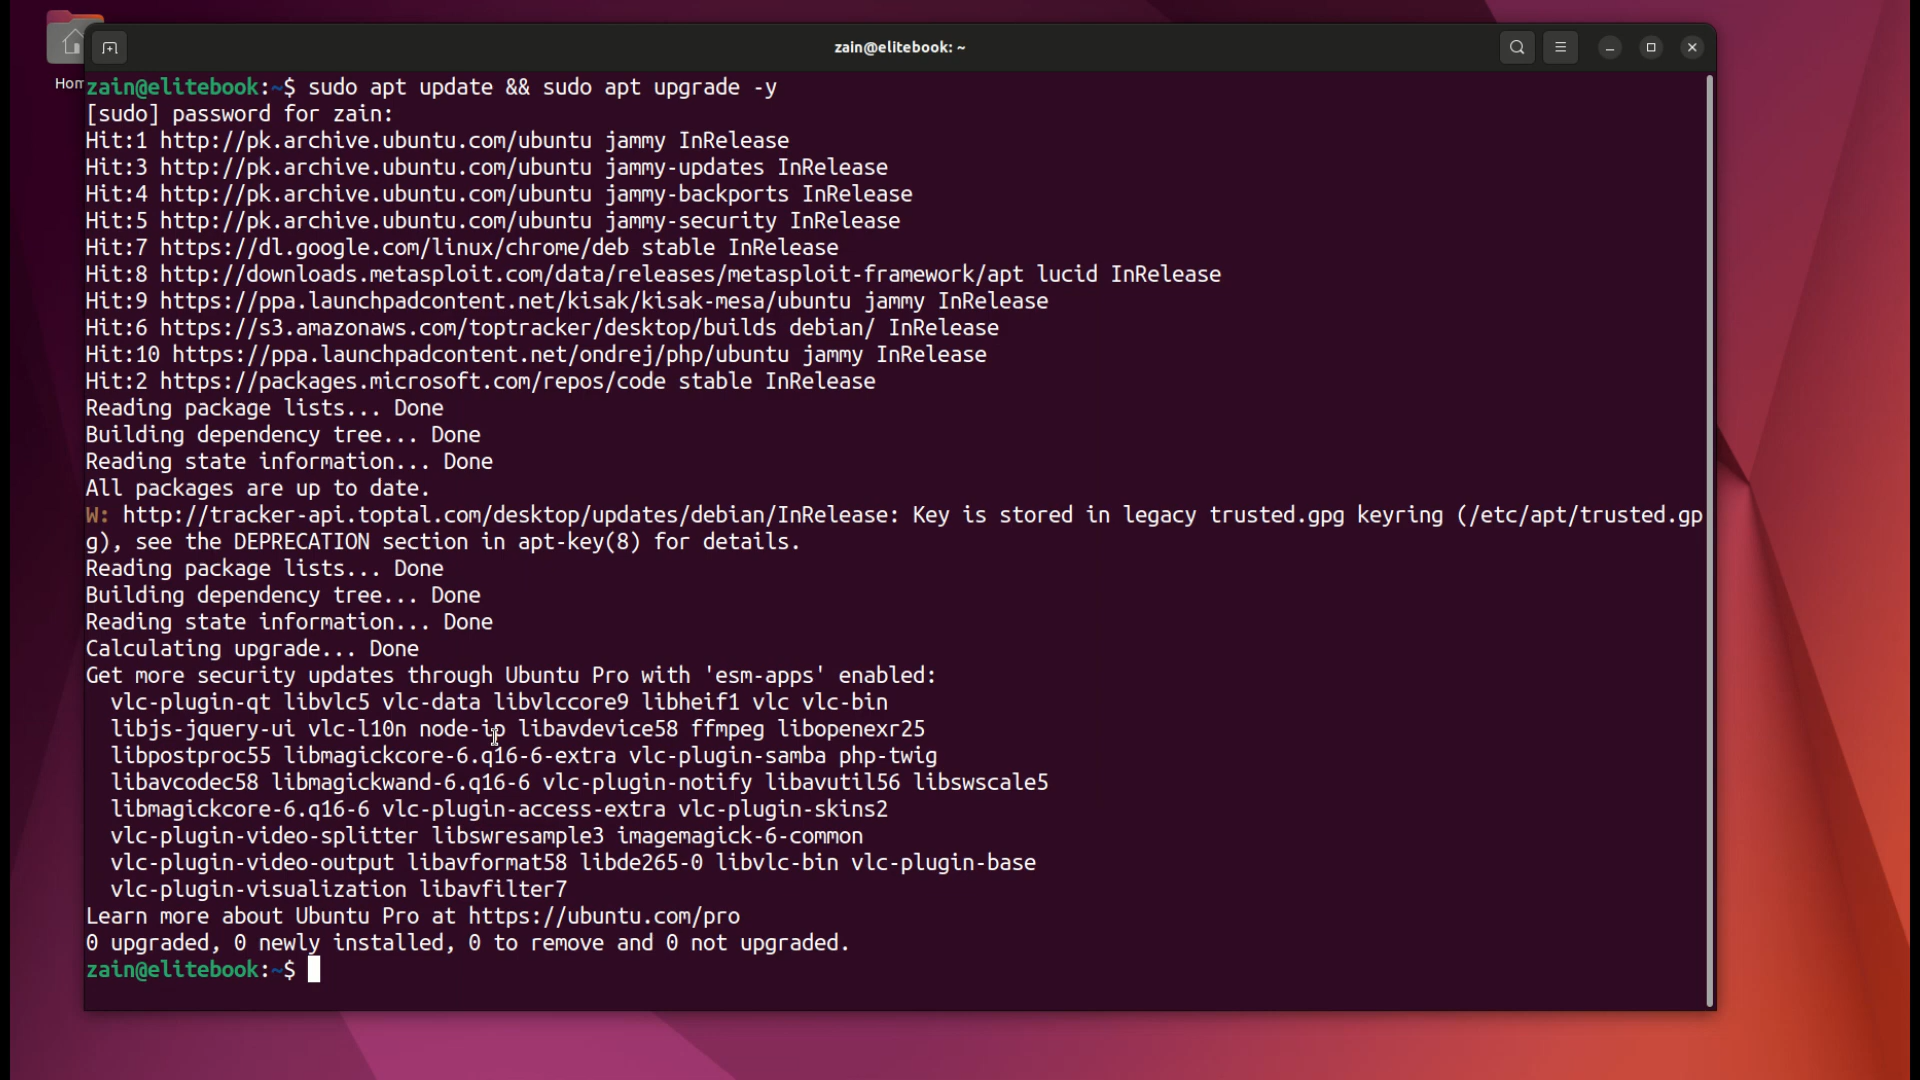 zain@elitebook: ~
Hom
zain@elitebook:~$ sudo apt update && sudo apt upgrade -y
[sudo] password for zain:
Hit:1 http://pk.archive.ubuntu.com/ubuntu jammy InRelease
Hit:3 http://pk.archive.ubuntu.com/ubuntu jammy-updates InRelease
Hit:4 http://pk.archive.ubuntu.com/ubuntu jammy-backports InRelease
Hit:5 http://pk.archive.ubuntu.com/ubuntu jammy-security InRelease
Hit:7 https://dl.google.com/linux/chrome/deb stable InRelease
Hit:8 http://downloads.metasploit.com/data/releases/metasploit-framework/apt lucid InRelease
Hit:9 https://ppa.launchpadcontent.net/kisak/kisak-mesa/ubuntu jammy InRelease
Hit:6 https://s3.amazonaws.com/toptracker/desktop/builds debian/ InRelease
Hit:10 https://ppa.launchpadcontent.net/ondrej/php/ubuntu jammy InRelease
Hit:2 https://packages.microsoft.com/repos/code stable InRelease
Reading package lists... Done
Building dependency tree... Done
Reading state information... Done
All packages are up to date.
W: http://tracker-api.toptal.com/desktop/updates/debian/InRelease: Key is stored in legacy trusted.gpg keyring (/etc/apt/trusted.gp
g), see the DEPRECATION section in apt-key(8) for details.
Reading package lists... Done
Building dependency tree... Done
Reading state information... Done
Calculating upgrade... Done
Get more security updates through Ubuntu Pro with 'esm-apps' enabled:
  vlc-plugin-qt libvlc5 vlc-data libvlccore9 libheif1 vlc vlc-bin
  libjs-jquery-ui vlc-l10n node-ip libavdevice58 ffmpeg libopenexr25
  libpostproc55 libmagickcore-6.q16-6-extra vlc-plugin-samba php-twig
  libavcodec58 libmagickwand-6.q16-6 vlc-plugin-notify libavutil56 libswscale5
  libmagickcore-6.q16-6 vlc-plugin-access-extra vlc-plugin-skins2
  vlc-plugin-video-splitter libswresample3 imagemagick-6-common
  vlc-plugin-video-output libavformat58 libde265-0 libvlc-bin vlc-plugin-base
  vlc-plugin-visualization libavfilter7
Learn more about Ubuntu Pro at https://ubuntu.com/pro
0 upgraded, 0 newly installed, 0 to remove and 0 not upgraded.
zain@elitebook:~$